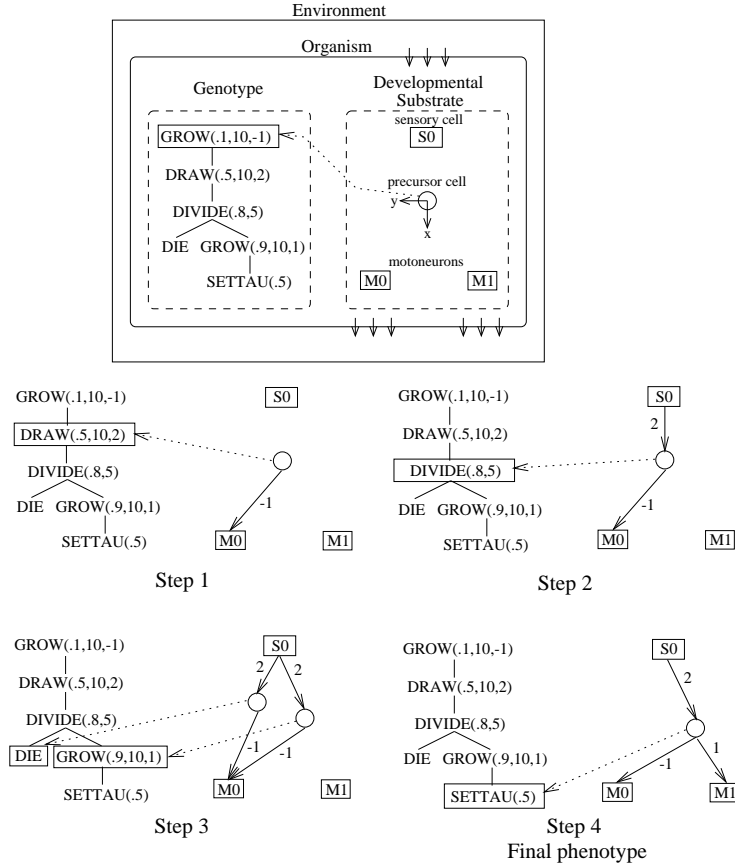 Environment
Organism
Genotype
Developmental
Substrate
sensory cell
S0
GROW(.1,10,-1)
DRAW(.5,10,2)
DIVIDE(.8,5)
DIE GROW(.9,10,1)
SETTAU(.5)
precursor cell
y
x
motoneurons
M0 M1
GROW(.1,10,-1)
DRAW(.5,10,2)
DIVIDE(.8,5)
DIE GROW(.9,10,1)
SETTAU(.5)
S0
-1
M0 M1
Step 1
GROW(.1,10,-1)
DRAW(.5,10,2)
DIVIDE(.8,5)
DIE GROW(.9,10,1)
SETTAU(.5)
S0
2
-1
M0 M1
Step 2
GROW(.1,10,-1)
DRAW(.5,10,2)
DIVIDE(.8,5)
DIE GROW(.9,10,1)
SETTAU(.5)
S0
2 2
-1 -1
M0 M1
Step 3
GROW(.1,10,-1)
DRAW(.5,10,2)
DIVIDE(.8,5)
DIE GROW(.9,10,1)
SETTAU(.5)
S0
2
-1 1
M0 M1
Step 4
Final phenotype